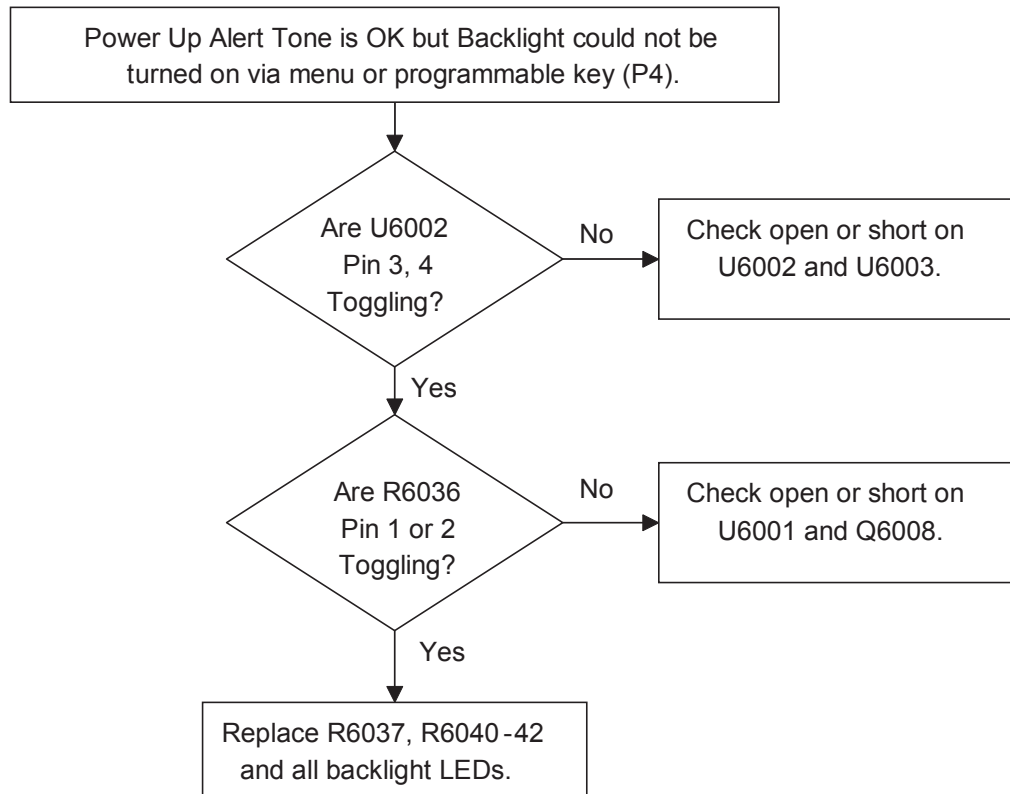 Power Up Alert Tone is OK but Backlight could not be
turned on via menu or programmable key (P4).
Are U6002
Pin 3, 4
Toggling?
No
Check open or short on
U6002 and U6003.
Yes
Are R6036
Pin 1 or 2
Toggling?
No
Check open or short on
U6001 and Q6008.
Yes
Replace R6037, R6040-42
and all backlight LEDs.